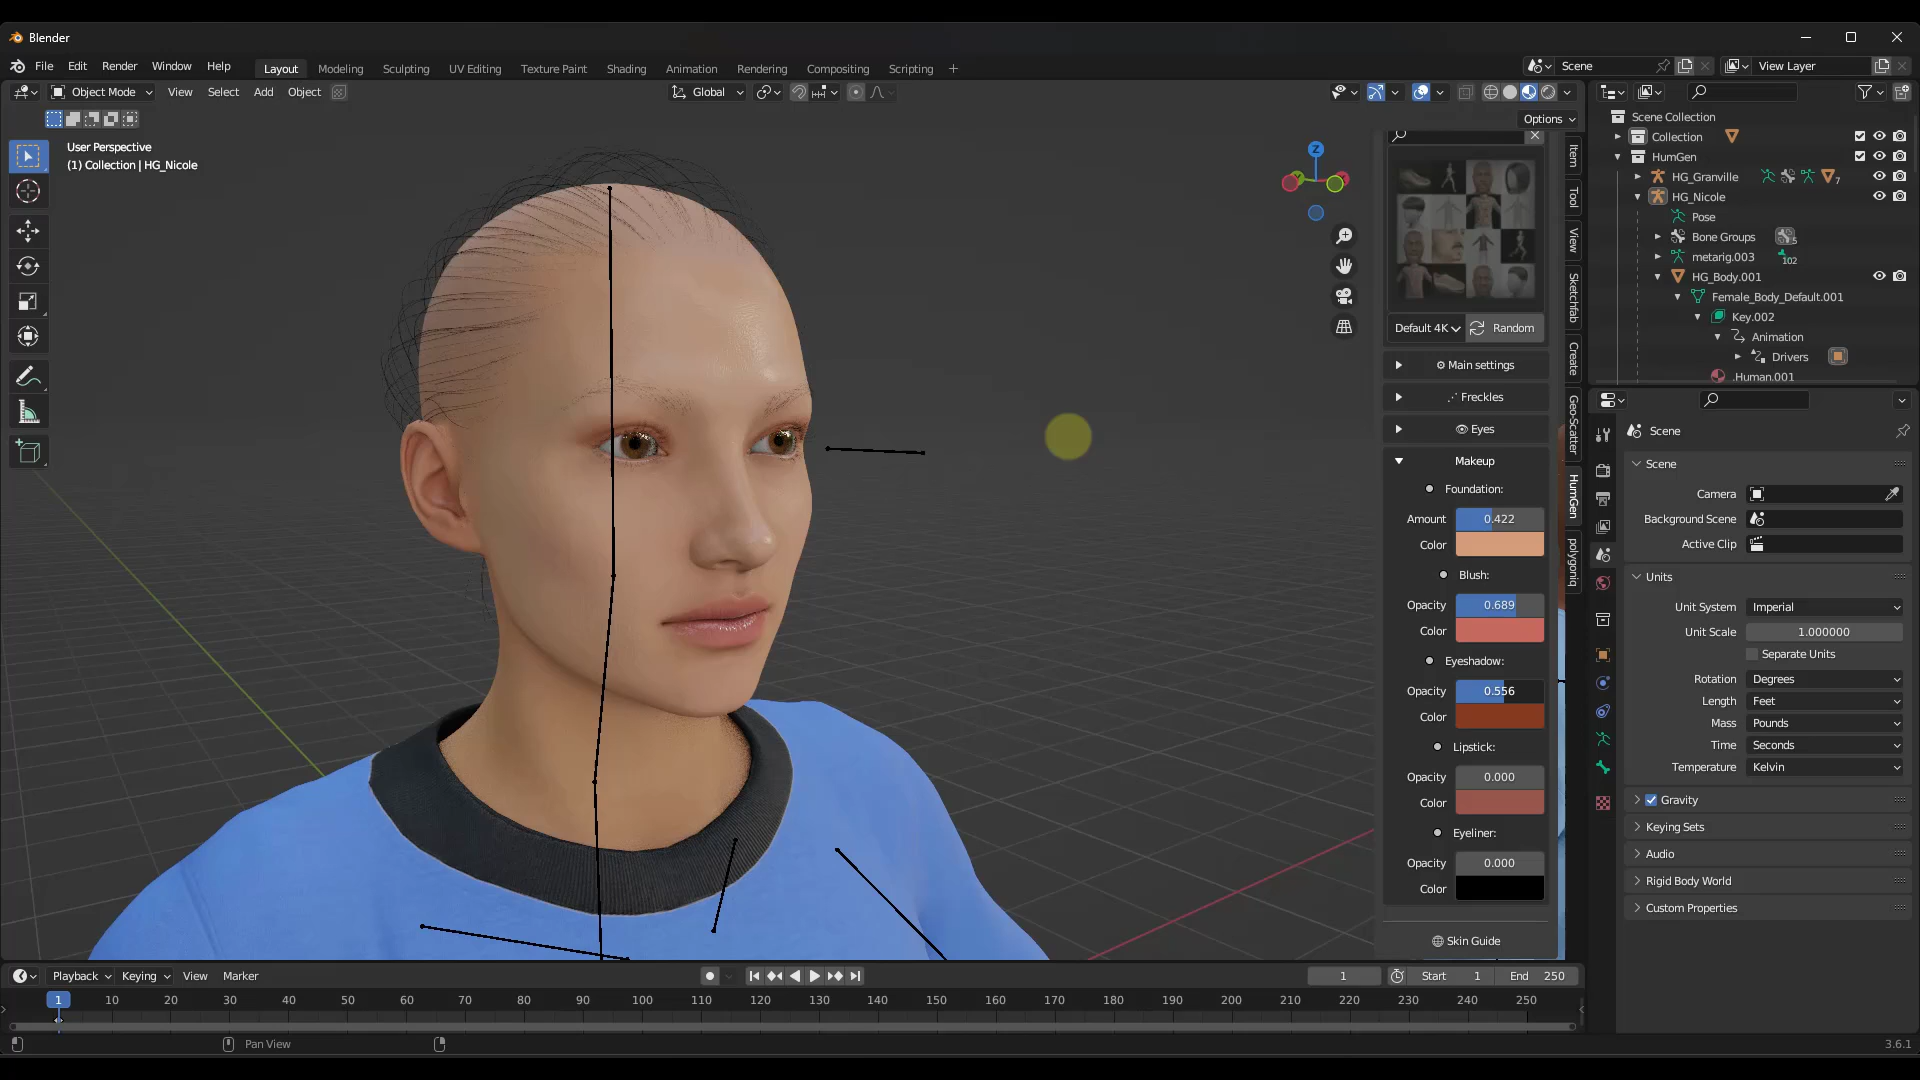 Blender
File Edit Render Window Help Layout Modeling Sculpting UV Editing Texture Paint Shading Animation Rendering Compositing Scripting + Scene View Layer
Object Mode View Select Add Object Global
Options
User Perspective
(1) Collection | HG_Nicole
Z
Item
Tool
View
Sketchfab
Create
Geo-Scatter
HumGen
polygoniq
Default 4K Random
Main settings
Freckles
Eyes
Makeup
Foundation:
Amount 0.422
Color
Blush:
Opacity 0.689
Color
Eyeshadow:
Opacity 0.556
Color
Lipstick:
Opacity 0.000
Color
Eyeliner:
Opacity 0.000
Color
Skin Guide
Scene Collection
Collection
HumGen
HG_Granville 7
HG_Nicole
Pose
Bone Groups 5
metarig.003 102
HG_Body.001
Female_Body_Default.001
Key.002
Animation
Drivers
.Human.001
Scene
Scene
Camera
Background Scene
Active Clip
Units
Unit System Imperial
Unit Scale 1.000000
Separate Units
Rotation Degrees
Length Feet
Mass Pounds
Time Seconds
Temperature Kelvin
Gravity
Keying Sets
Audio
Rigid Body World
Custom Properties
Playback Keying View Marker 1 Start 1 End 250
1 10 20 30 40 50 60 70 80 90 100 110 120 130 140 150 160 170 180 190 200 210 220 230 240 250
Pan View 3.6.1